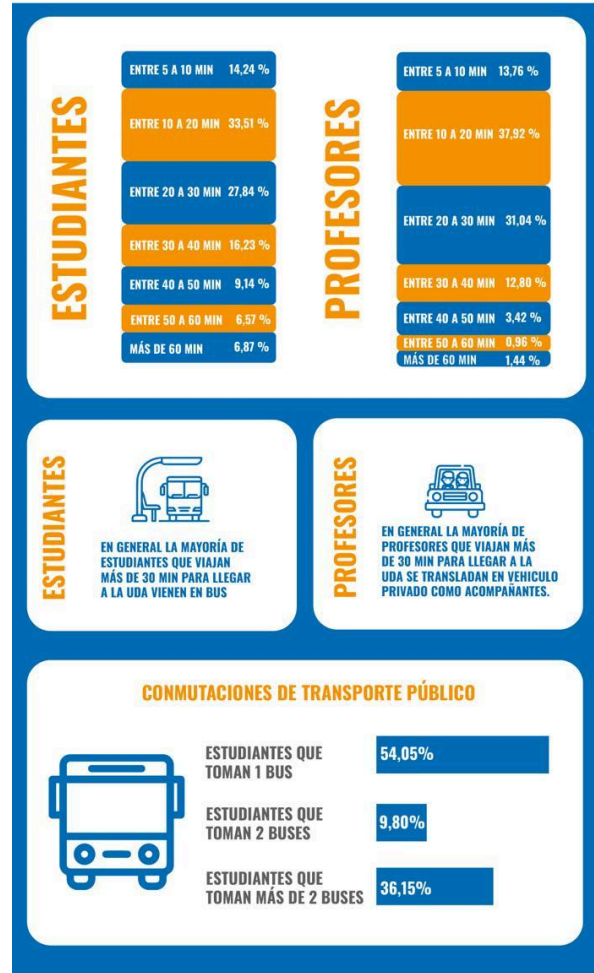 ESTUDIANTES
ENTRE 5 A 10 MIN 14,24 %
ENTRE 10 A 20 MIN 33,51 %
ENTRE 20 A 30 MIN 27,84 %
ENTRE 30 A 40 MIN 16,23 %
ENTRE 40 A 50 MIN 9,14 %
ENTRE 50 A 60 MIN 6,57 %
MÁS DE 60 MIN 6,87 %
PROFESORES
ENTRE 5 A 10 MIN 13,76 %
ENTRE 10 A 20 MIN 37,92 %
ENTRE 20 A 30 MIN 31,04 %
ENTRE 30 A 40 MIN 12,80 %
ENTRE 40 A 50 MIN 3,42 %
ENTRE 50 A 60 MIN 0,96 %
MÁS DE 60 MIN 1,44 %
ESTUDIANTES
EN GENERAL LA MAYORÍA DE
ESTUDIANTES QUE VIAJAN
MÁS DE 30 MIN PARA LLEGAR
A LA UDA VIENEN EN BUS
PROFESORES
EN GENERAL LA MAYORÍA DE
PROFESORES QUE VIAJAN MÁS
DE 30 MIN PARA LLEGAR A LA
UDA SE TRANSLADAN EN VEHICULO
PRIVADO COMO ACOMPAÑANTES.
CONMUTACIONES DE TRANSPORTE PÚBLICO
ESTUDIANTES QUE
TOMAN 1 BUS
54,05%
ESTUDIANTES QUE
TOMAN 2 BUSES
9,80%
ESTUDIANTES QUE
TOMAN MÁS DE 2 BUSES
36,15%